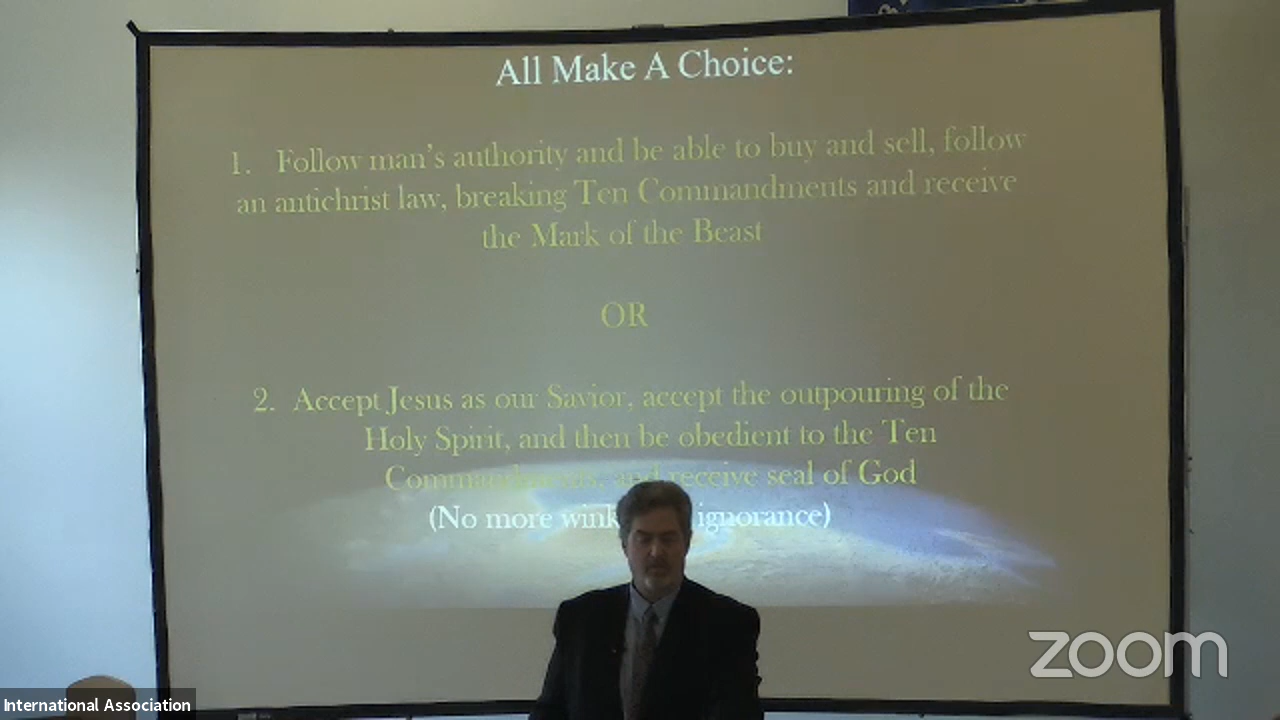 All Make A Choice:
1. Follow man's authority and be able to buy and sell, follow
an antichrist law, breaking Ten Commandments and receive
the Mark of the Beast
OR
2. Accept Jesus as our Savior, accept the outpouring of the
Holy Spirit, and then be obedient to the Ten
Commandments, and receive seal of God
(No more ignorance)
zoom
International Association